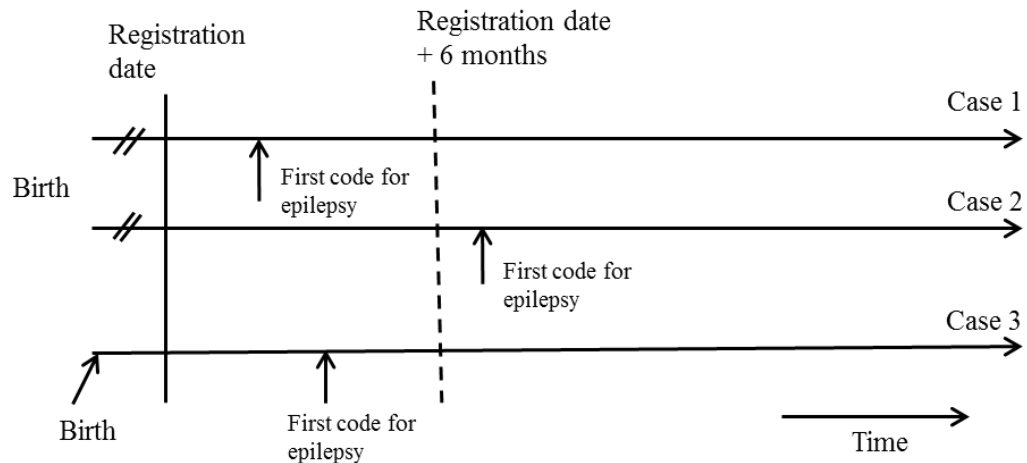 Registration
date
Registration date
+ 6 months
Case 1
First code for
epilepsy
Birth
Case 2
First code for
epilepsy
Case 3
Birth
First code for
epilepsy
Time